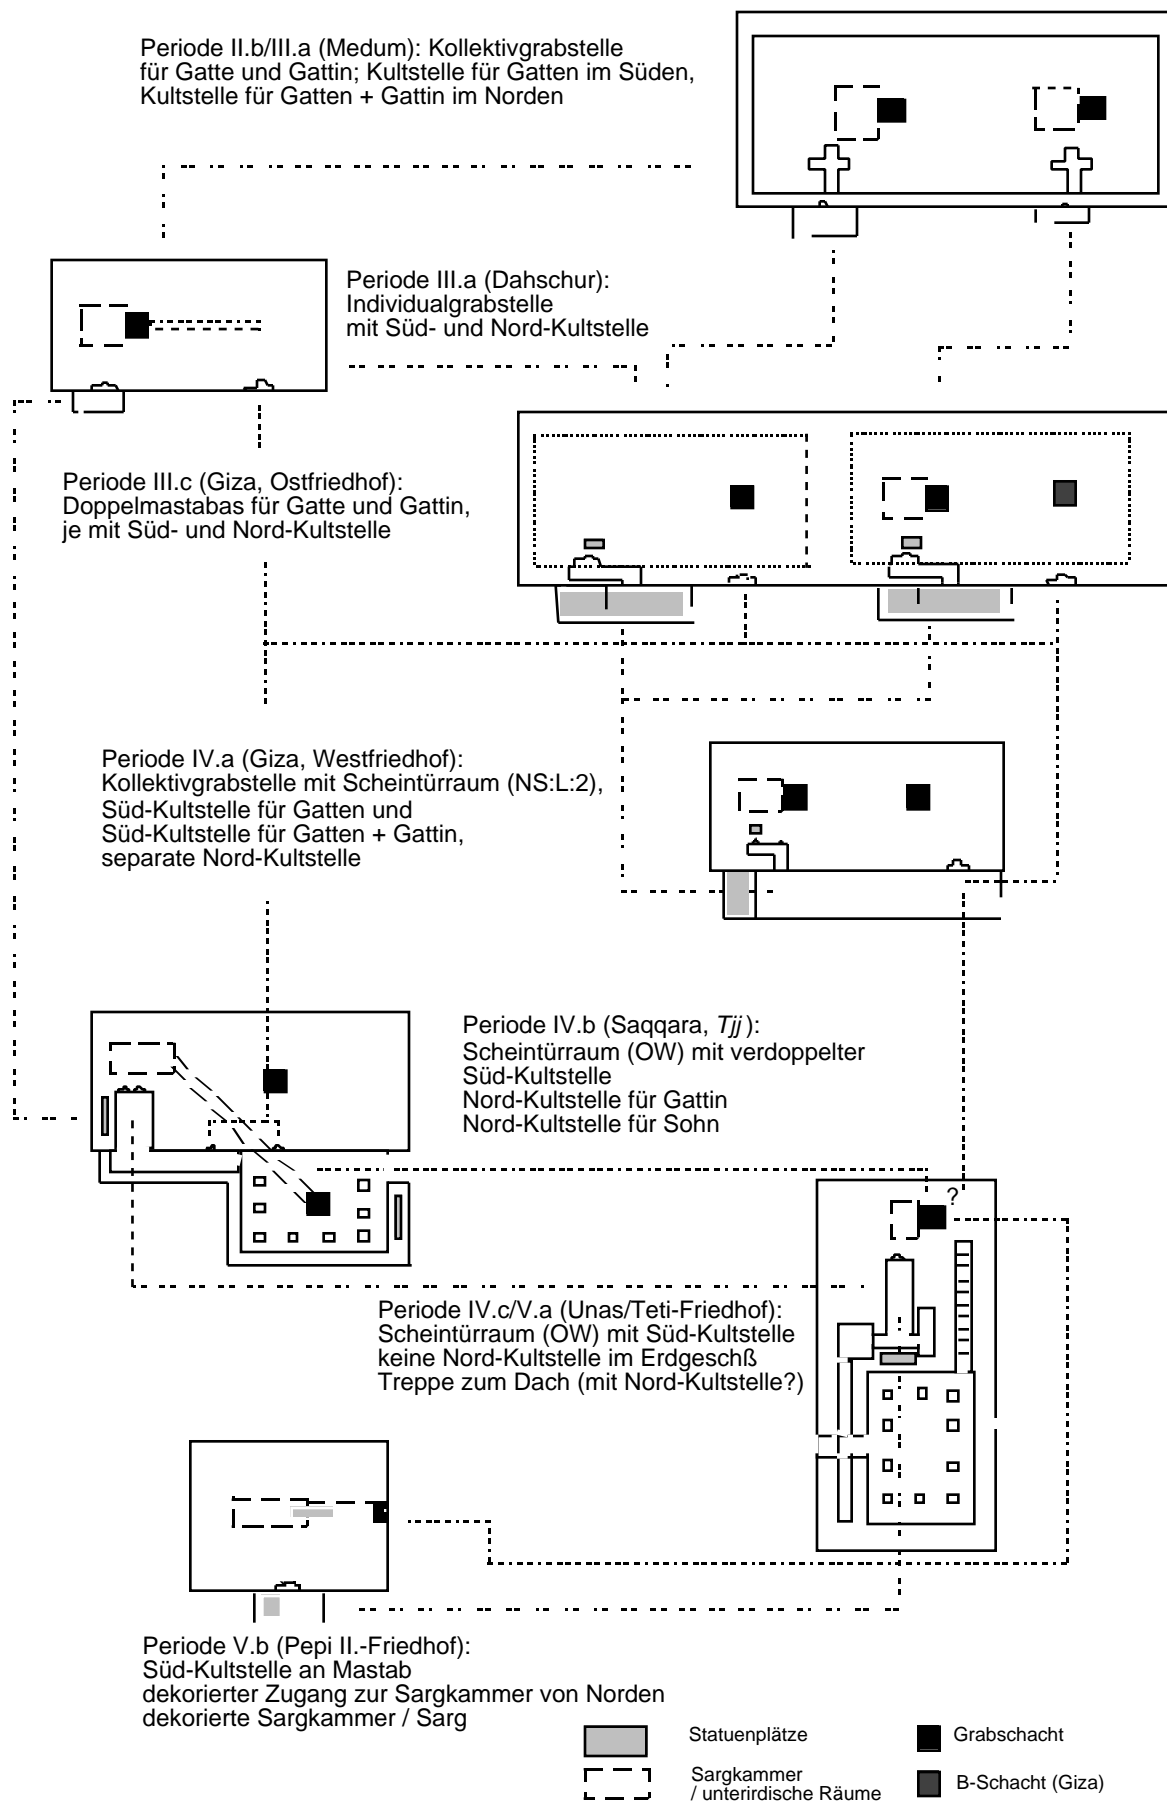 Periode II.b/III.a (Medum): Kollektivgrabstelle
für Gatte und Gattin; Kultstelle für Gatten im Süden,
Kultstelle für Gatten + Gattin im Norden
Periode III.a (Dahschur):
Individualgrabstelle
mit Süd- und Nord-Kultstelle
Periode III.c (Giza, Ostfriedhof):
Doppelmastabas für Gatte und Gattin,
je mit Süd- und Nord-Kultstelle
Periode IV.a (Giza, Westfriedhof):
Kollektivgrabstelle mit Scheintürraum (NS:L:2),
Süd-Kultstelle für Gatten und
Süd-Kultstelle für Gatten + Gattin,
separate Nord-Kultstelle
Periode IV.b (Saqqara, Tjj):
Scheintürraum (OW) mit verdoppelter
Süd-Kultstelle
Nord-Kultstelle für Gattin
Nord-Kultstelle für Sohn
?
Periode IV.c/V.a (Unas/Teti-Friedhof):
Scheintürraum (OW) mit Süd-Kultstelle
keine Nord-Kultstelle im Erdgeschß
Treppe zum Dach (mit Nord-Kultstelle?)
Periode V.b (Pepi II.-Friedhof):
Süd-Kultstelle an Mastab
dekorierter Zugang zur Sargkammer von Norden
dekorierte Sargkammer / Sarg
Statuenplätze
Grabschacht
Sargkammer
/ unterirdische Räume
B-Schacht (Giza)